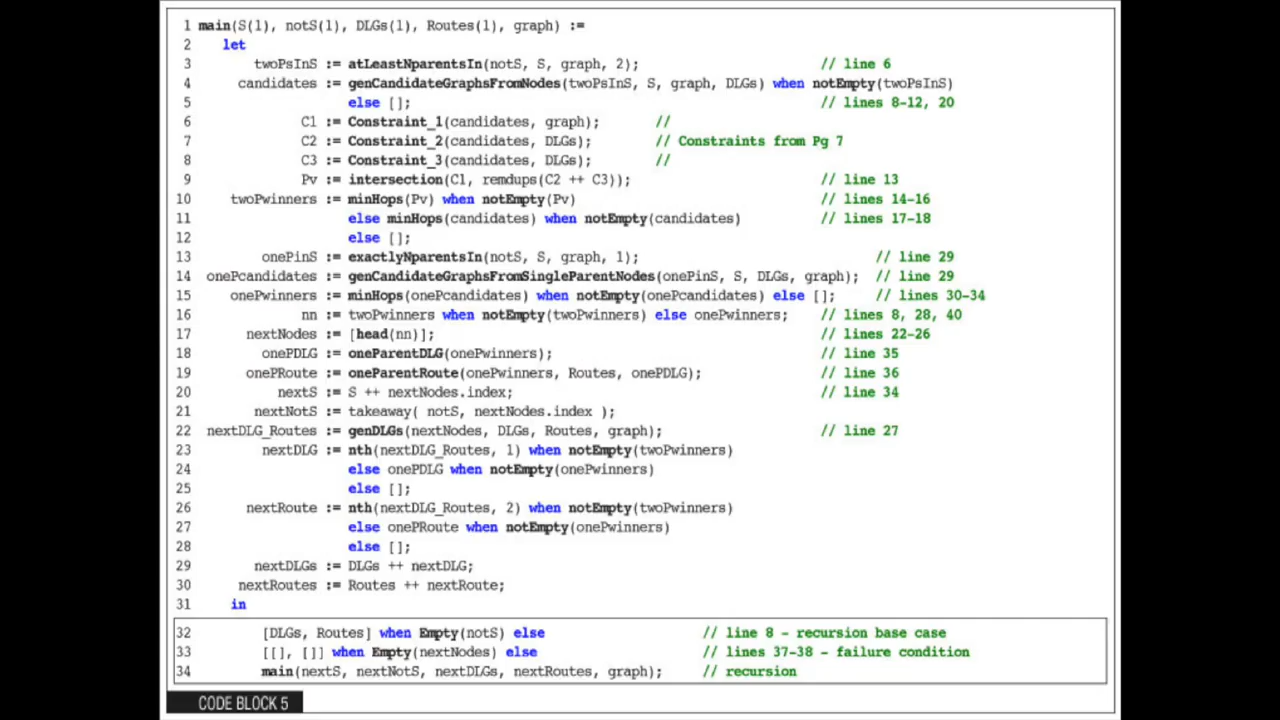 1 main(S(1), notS(1), DLGs(1), Routes(1), graph) :=
2 let
3 twoPsInS := atLeastNparentsIn(notS, S, graph, 2); // line 6
4 candidates := genCandidateGraphsFromNodes(twoPsInS, S, graph, DLGs) when notEmpty(twoPsInS)
5 else []; // lines 8-12, 20
6 C1 := Constraint_1(candidates, graph); //
7 C2 := Constraint_2(candidates, DLGs); // Constraints from Pg 7
8 C3 := Constraint_3(candidates, DLGs); //
9 Pv := intersection(C1, remdups(C2 ++ C3)); // line 13
10 twoPwinners := minHops(Pv) when notEmpty(Pv) // lines 14-16
11 else minHops(candidates) when notEmpty(candidates) // lines 17-18
12 else [];
13 onePinS := exactlyNparentsIn(notS, S, graph, 1); // line 29
14 onePcandidates := genCandidateGraphsFromSingleParentNodes(onePinS, S, DLGs, graph); // line 29
15 onePwinners := minHops(onePcandidates) when notEmpty(onePcandidates) else []; // lines 30-34
16 nn := twoPwinners when notEmpty(twoPwinners) else onePwinners; // lines 8, 28, 40
17 nextNodes := [head(nn)]; // lines 22-26
18 onePDLG := oneParentDLG(onePwinners); // line 35
19 onePRoute := oneParentRoute(onePwinners, Routes, onePDLG); // line 36
20 nextS := S ++ nextNodes.index; // line 34
21 nextNotS := takeaway( notS, nextNodes.index );
22 nextDLG_Routes := genDLGs(nextNodes, DLGs, Routes, graph); // line 27
23 nextDLG := nth(nextDLG_Routes, 1) when notEmpty(twoPwinners)
24 else onePDLG when notEmpty(onePwinners)
25 else [];
26 nextRoute := nth(nextDLG_Routes, 2) when notEmpty(twoPwinners)
27 else onePRoute when notEmpty(onePwinners)
28 else [];
29 nextDLGs := DLGs ++ nextDLG;
30 nextRoutes := Routes ++ nextRoute;
31 in
32 [DLGs, Routes] when Empty(notS) else // line 8 - recursion base case
33 [[], []] when Empty(nextNodes) else // lines 37-38 - failure condition
34 main(nextS, nextNotS, nextDLGs, nextRoutes, graph); // recursion
CODE BLOCK 5